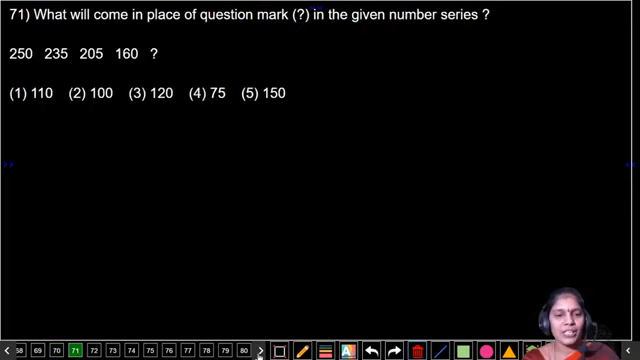 71) What will come in place of question mark (?) in the given number series ?
250 235 205 160 ?
(1) 110 (2) 100 (3) 120 (4) 75 (5) 150
68 69 70 71 72 73 74 75 76 77 78 79 80